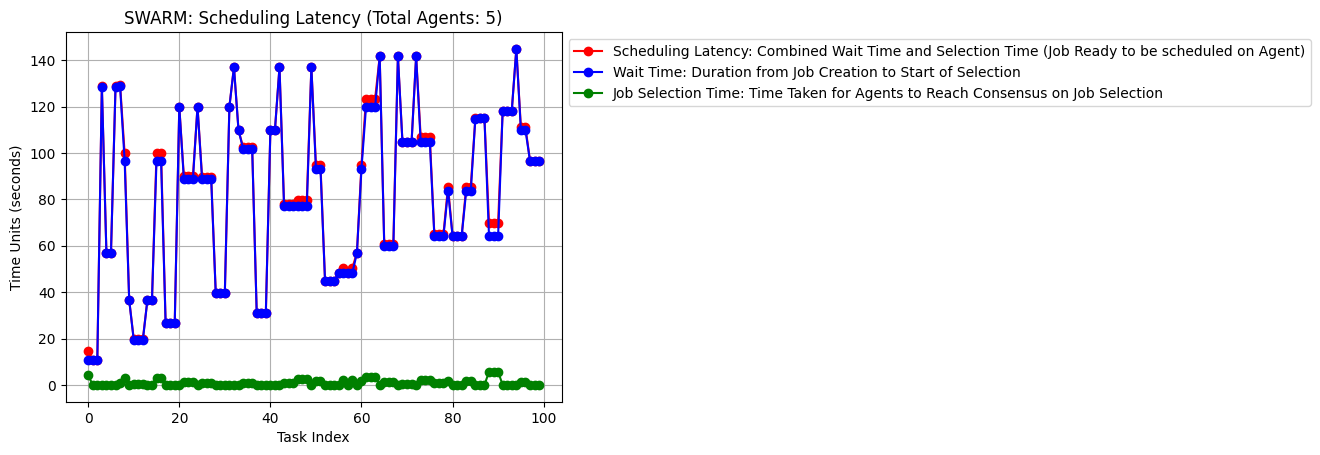 SWARM: Scheduling Latency (Total Agents: 5)
Scheduling Latency: Combined Wait Time and Selection Time (Job Ready to be scheduled on Agent)
Wait Time: Duration from Job Creation to Start of Selection
Job Selection Time: Time Taken for Agents to Reach Consensus on Job Selection
Time Units (seconds)
140
120
100
80
60
40
20
0
0 20 40 60 80 100
Task Index